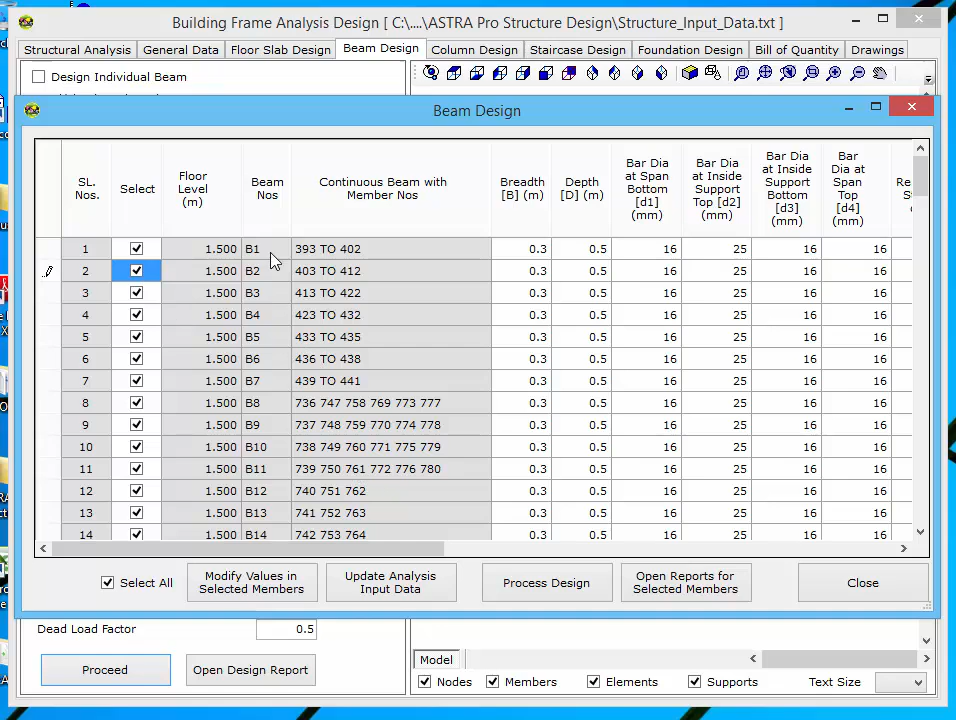 Building Frame Analysis Design [ C:\....\ASTRA Pro Structure Design\Structure_Input_Data.txt ]
Structural Analysis General Data Floor Slab Design Beam Design Column Design Staircase Design Foundation Design Bill of Quantity Drawings
Design Individual Beam
Beam Design
SL. Nos. Select Floor Level (m) Beam Nos Continuous Beam with Member Nos Breadth [B] (m) Depth [D] (m) Bar Dia at Span Bottom [d1] (mm) Bar Dia at Inside Support Top [d2] (mm) Bar Dia at Inside Support Bottom [d3] (mm) Bar Dia at Span Top [d4] (mm)
1 1.500 B1 393 TO 402 0.3 0.5 16 25 16 16
2 1.500 B2 403 TO 412 0.3 0.5 16 25 16 16
3 1.500 B3 413 TO 422 0.3 0.5 16 25 16 16
4 1.500 B4 423 TO 432 0.3 0.5 16 25 16 16
5 1.500 B5 433 TO 435 0.3 0.5 16 25 16 16
6 1.500 B6 436 TO 438 0.3 0.5 16 25 16 16
7 1.500 B7 439 TO 441 0.3 0.5 16 25 16 16
8 1.500 B8 736 747 758 769 773 777 0.3 0.5 16 25 16 16
9 1.500 B9 737 748 759 770 774 778 0.3 0.5 16 25 16 16
10 1.500 B10 738 749 760 771 775 779 0.3 0.5 16 25 16 16
11 1.500 B11 739 750 761 772 776 780 0.3 0.5 16 25 16 16
12 1.500 B12 740 751 762 0.3 0.5 16 25 16 16
13 1.500 B13 741 752 763 0.3 0.5 16 25 16 16
14 1.500 B14 742 753 764 0.3 0.5 16 25 16 16
Select All Modify Values in Selected Members Update Analysis Input Data Process Design Open Reports for Selected Members Close
Dead Load Factor 0.5
Proceed Open Design Report
Model
Nodes Members Elements Supports Text Size